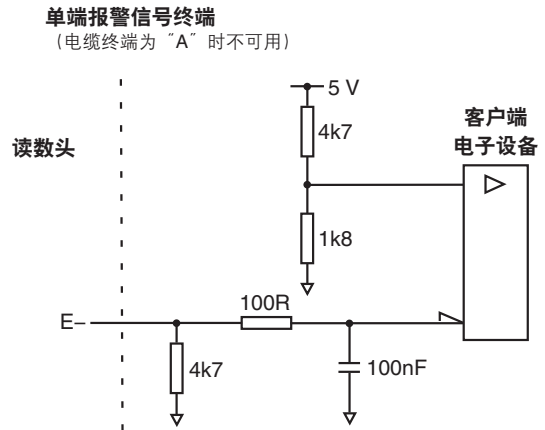 单端报警信号终端
(电缆终端为 "A" 时不可用)
5 V
客户端
电子设备
4k7
读数头
1k8
100R
E–
4k7
100nF